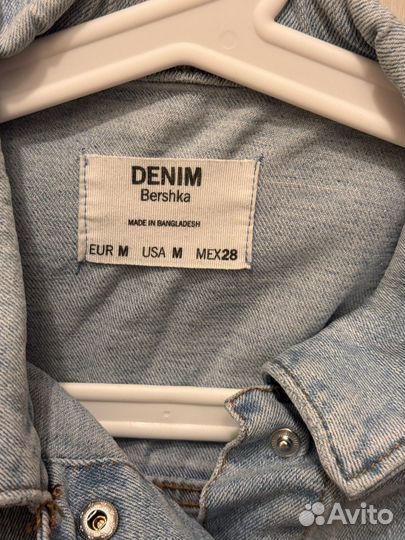 DENIM
Bershka
MADE IN BANGLADESH
EUR M USA M MEX28
Avito